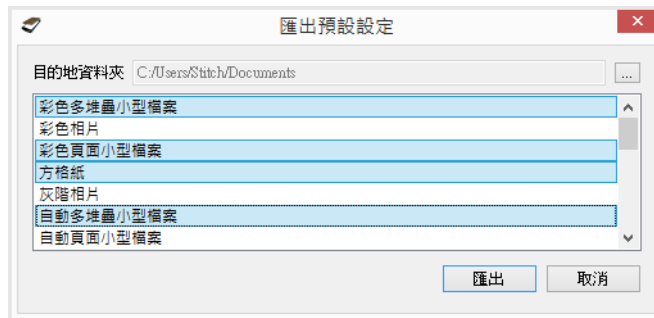 匯出預設設定
目的地資料夾 C:/Users/Stitch/Documents ...
彩色多堆疊小型檔案
彩色相片
彩色頁面小型檔案
方格紙
灰階相片
自動多堆疊小型檔案
自動頁面小型檔案
匯出 取消